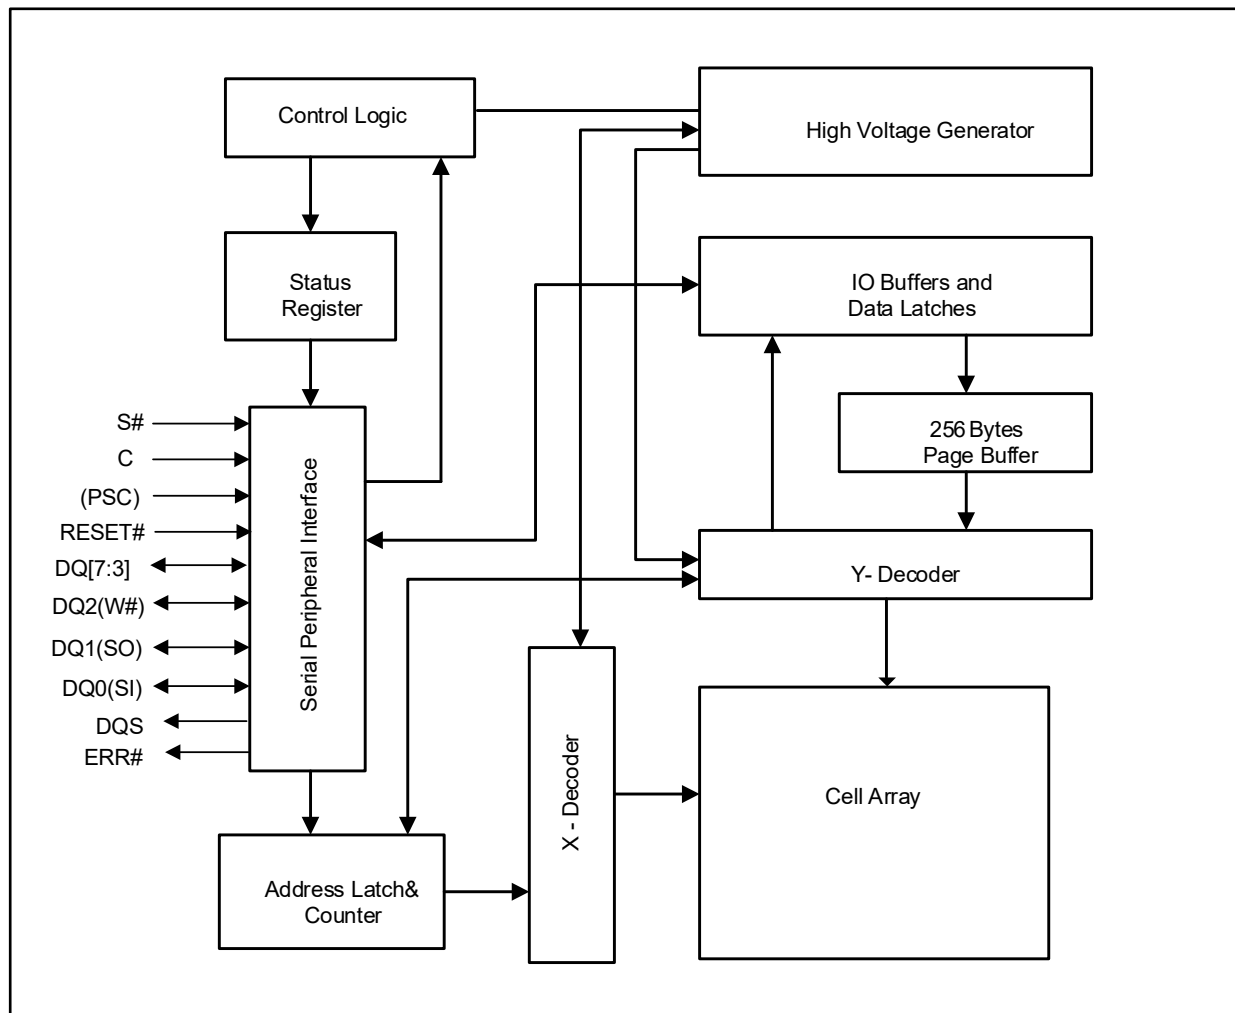 Control Logic
High Voltage Generator
Status
Register
IO Buffers and
Data Latches
256 Bytes
Page Buffer
S#
C
(PSC)
RESET#
DQ[7:3]
DQ2(W#)
DQ1(SO)
DQ0(SI)
DQS
ERR#
Serial Peripheral Interface
Y- Decoder
X - Decoder
Cell Array
Address Latch&
Counter